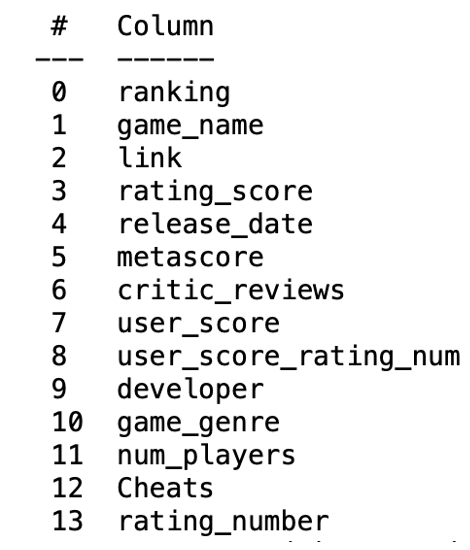 # Column
--- ------
0 ranking
1 game_name
2 link
3 rating_score
4 release_date
5 metascore
6 critic_reviews
7 user_score
8 user_score_rating_num
9 developer
10 game_genre
11 num_players
12 Cheats
13 rating_number